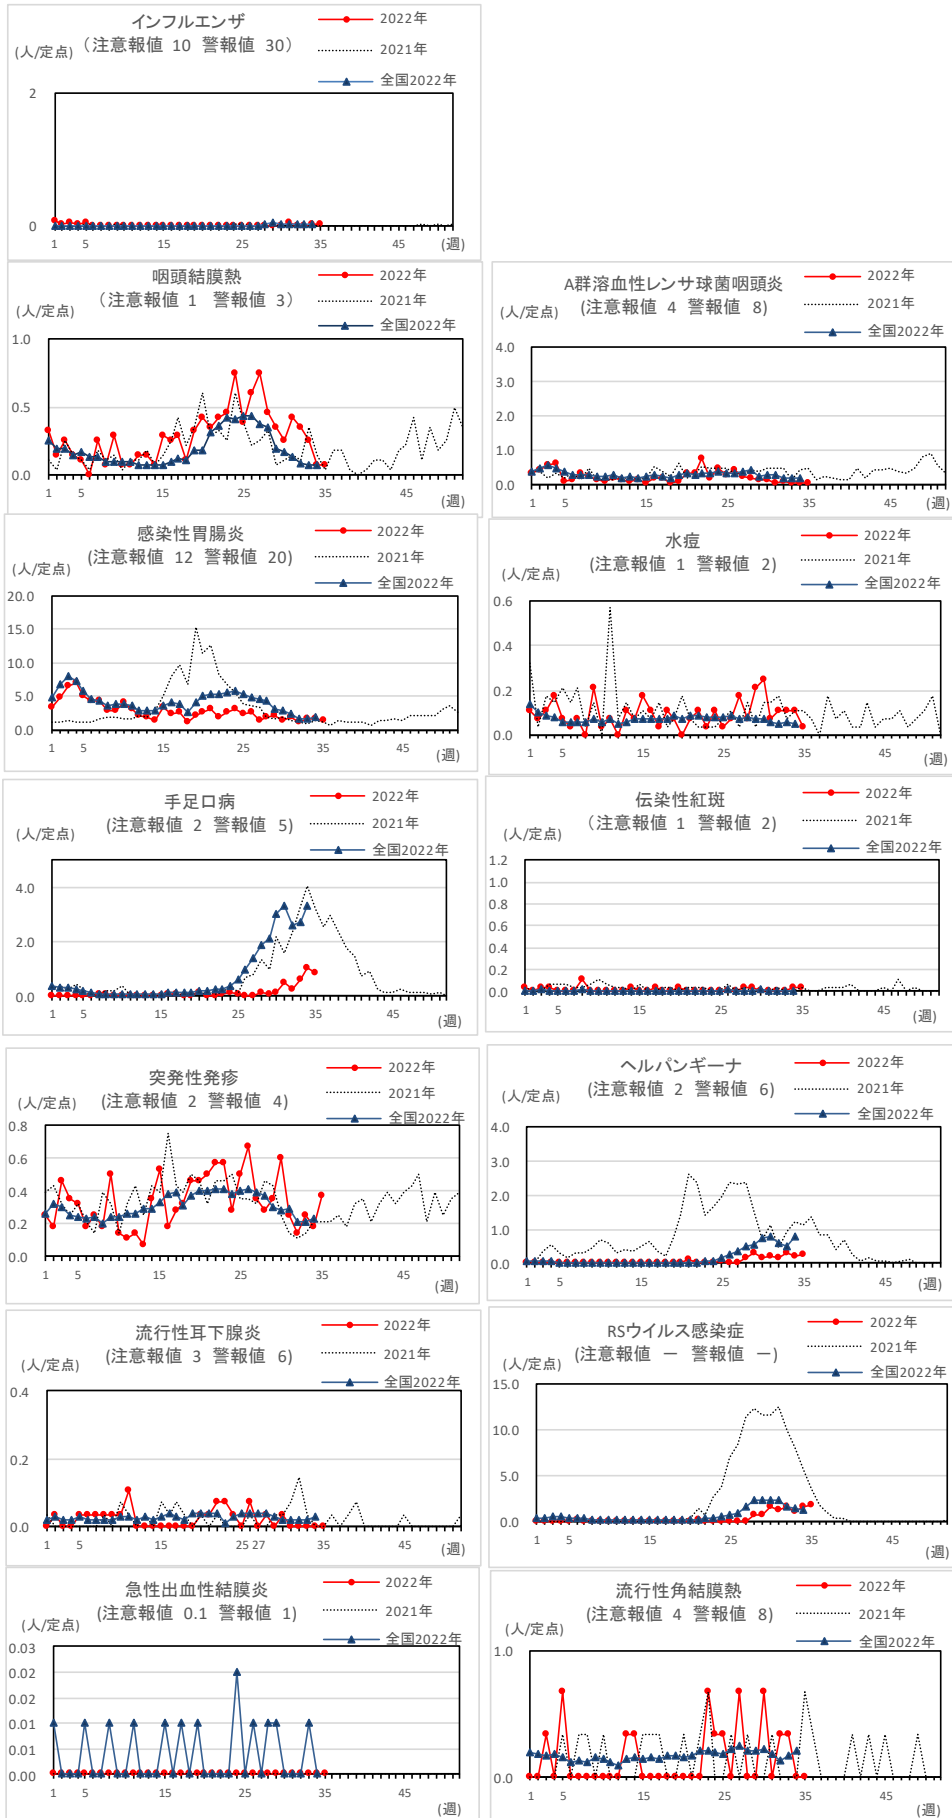 インフルエンザ
（注意報値 10 警報値 30）
(人/定点)
2022年
2021年
全国2022年
2
0
1 5 15 25 35 45
(週)
咽頭結膜熱
（注意報値 1 警報値 3）
(人/定点)
2022年
2021年
全国2022年
1.0
0.5
0.0
1 5 15 25 35 45
(週)
A群溶血性レンサ球菌咽頭炎
(注意報値 4 警報値 8)
(人/定点)
2022年
2021年
全国2022年
4.0
3.0
2.0
1.0
0.0
1 5 15 25 35 45
(週)
感染性胃腸炎
(注意報値 12 警報値 20)
(人/定点)
2022年
2021年
全国2022年
20.0
15.0
10.0
5.0
0.0
1 5 15 25 35 45
(週)
水痘
(注意報値 1 警報値 2)
(人/定点)
2022年
2021年
全国2022年
0.6
0.4
0.2
0.0
1 5 15 25 35 45
(週)
手足口病
(注意報値 2 警報値 5)
(人/定点)
2022年
2021年
全国2022年
4.0
2.0
0.0
1 5 15 25 35 45
(週)
伝染性紅斑
（注意報値 1 警報値 2)
(人/定点)
2022年
2021年
全国2022年
1.2
1.0
0.8
0.6
0.4
0.2
0.0
1 5 15 25 35 45
(週)
突発性発疹
(注意報値 2 警報値 4)
(人/定点)
2022年
2021年
全国2022年
0.8
0.6
0.4
0.2
0.0
1 5 15 25 35 45
(週)
ヘルパンギーナ
(注意報値 2 警報値 6)
(人/定点)
2022年
2021年
全国2022年
4.0
3.0
2.0
1.0
0.0
1 5 15 25 35 45
(週)
流行性耳下腺炎
(注意報値 3 警報値 6)
(人/定点)
2022年
2021年
全国2022年
0.4
0.2
0.0
1 5 15 25 27 35 45
(週)
RSウイルス感染症
(注意報値 ー 警報値 ー)
(人/定点)
2022年
2021年
全国2022年
15.0
10.0
5.0
0.0
1 5 15 25 35 45
(週)
急性出血性結膜炎
(注意報値 0.1 警報値 1)
(人/定点)
2022年
2021年
全国2022年
0.03
0.02
0.02
0.01
0.01
0.00
1 5 15 25 35 45
(週)
流行性角結膜熱
(注意報値 4 警報値 8)
(人/定点)
2022年
2021年
全国2022年
1.0
0.0
1 5 15 25 35 45
(週)